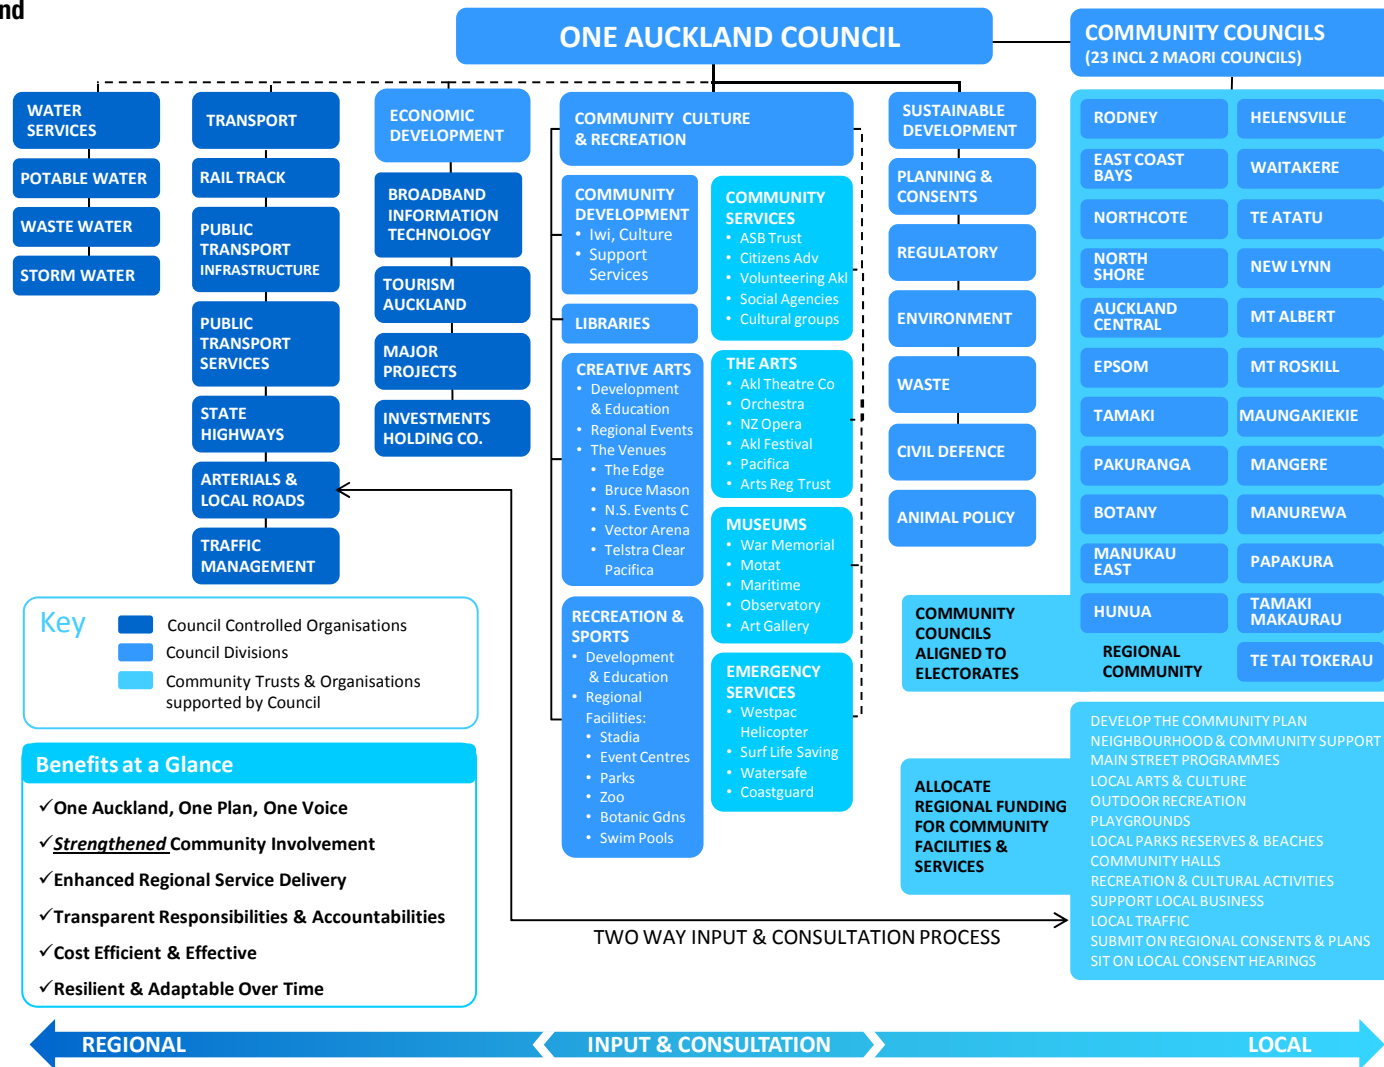 nd
ONE AUCKLAND COUNCIL
COMMUNITY COUNCILS
(23 INCL 2 MAORI COUNCILS)
WATER
SERVICES
POTABLE WATER
WASTE WATER
STORM WATER
TRANSPORT
RAIL TRACK
PUBLIC
TRANSPORT
INFRASTRUCTURE
PUBLIC
TRANSPORT
SERVICES
STATE
HIGHWAYS
ARTERIALS &
LOCAL ROADS
TRAFFIC
MANAGEMENT
ECONOMIC
DEVELOPMENT
BROADBAND
INFORMATION
TECHNOLOGY
TOURISM
AUCKLAND
MAJOR
PROJECTS
INVESTMENTS
HOLDING CO.
COMMUNITY CULTURE
& RECREATION
COMMUNITY
DEVELOPMENT
• Iwi, Culture
• Support
Services
LIBRARIES
CREATIVE ARTS
• Development
& Education
• Regional Events
• The Venues
• The Edge
• Bruce Mason
• N.S. Events C
• Vector Arena
• Telstra Clear
Pacifica
RECREATION &
SPORTS
• Development
& Education
• Regional
Facilities:
• Stadia
• Event Centres
• Parks
• Zoo
• Botanic Gdns
• Swim Pools
COMMUNITY
SERVICES
• ASB Trust
• Citizens Adv
• Volunteering Akl
• Social Agencies
• Cultural groups
THE ARTS
• Akl Theatre Co
• Orchestra
• NZ Opera
• Akl Festival
• Pacifica
• Arts Reg Trust
MUSEUMS
• War Memorial
• Motat
• Maritime
• Observatory
• Art Gallery
EMERGENCY
SERVICES
• Westpac
Helicopter
• Surf Life Saving
• Watersafe
• Coastguard
SUSTAINABLE
DEVELOPMENT
PLANNING &
CONSENTS
REGULATORY
ENVIRONMENT
WASTE
CIVIL DEFENCE
ANIMAL POLICY
RODNEY
EAST COAST
BAYS
NORTHCOTE
NORTH
SHORE
AUCKLAND
CENTRAL
EPSOM
TAMAKI
PAKURANGA
BOTANY
MANUKAU
EAST
HUNUA
REGIONAL
COMMUNITY
HELENSVILLE
WAITAKERE
TE ATATU
NEW LYNN
MT ALBERT
MT ROSKILL
MAUNGAKIEKIE
MANGERE
MANUREWA
PAPAKURA
TAMAKI
MAKAURAU
TE TAI TOKERAU
COMMUNITY
COUNCILS
ALIGNED TO
ELECTORATES
ALLOCATE
REGIONAL FUNDING
FOR COMMUNITY
FACILITIES &
SERVICES
DEVELOP THE COMMUNITY PLAN
NEIGHBOURHOOD & COMMUNITY SUPPORT
MAIN STREET PROGRAMMES
LOCAL ARTS & CULTURE
OUTDOOR RECREATION
PLAYGROUNDS
LOCAL PARKS RESERVES & BEACHES
COMMUNITY HALLS
RECREATION & CULTURAL ACTIVITIES
SUPPORT LOCAL BUSINESS
LOCAL TRAFFIC
SUBMIT ON REGIONAL CONSENTS & PLANS
SIT ON LOCAL CONSENT HEARINGS
Key
Council Controlled Organisations
Council Divisions
Community Trusts & Organisations
supported by Council
Benefits at a Glance
✓One Auckland, One Plan, One Voice
✓Strengthened Community Involvement
✓Enhanced Regional Service Delivery
✓Transparent Responsibilities & Accountabilities
✓Cost Efficient & Effective
✓Resilient & Adaptable Over Time
TWO WAY INPUT & CONSULTATION PROCESS
REGIONAL
INPUT & CONSULTATION
LOCAL